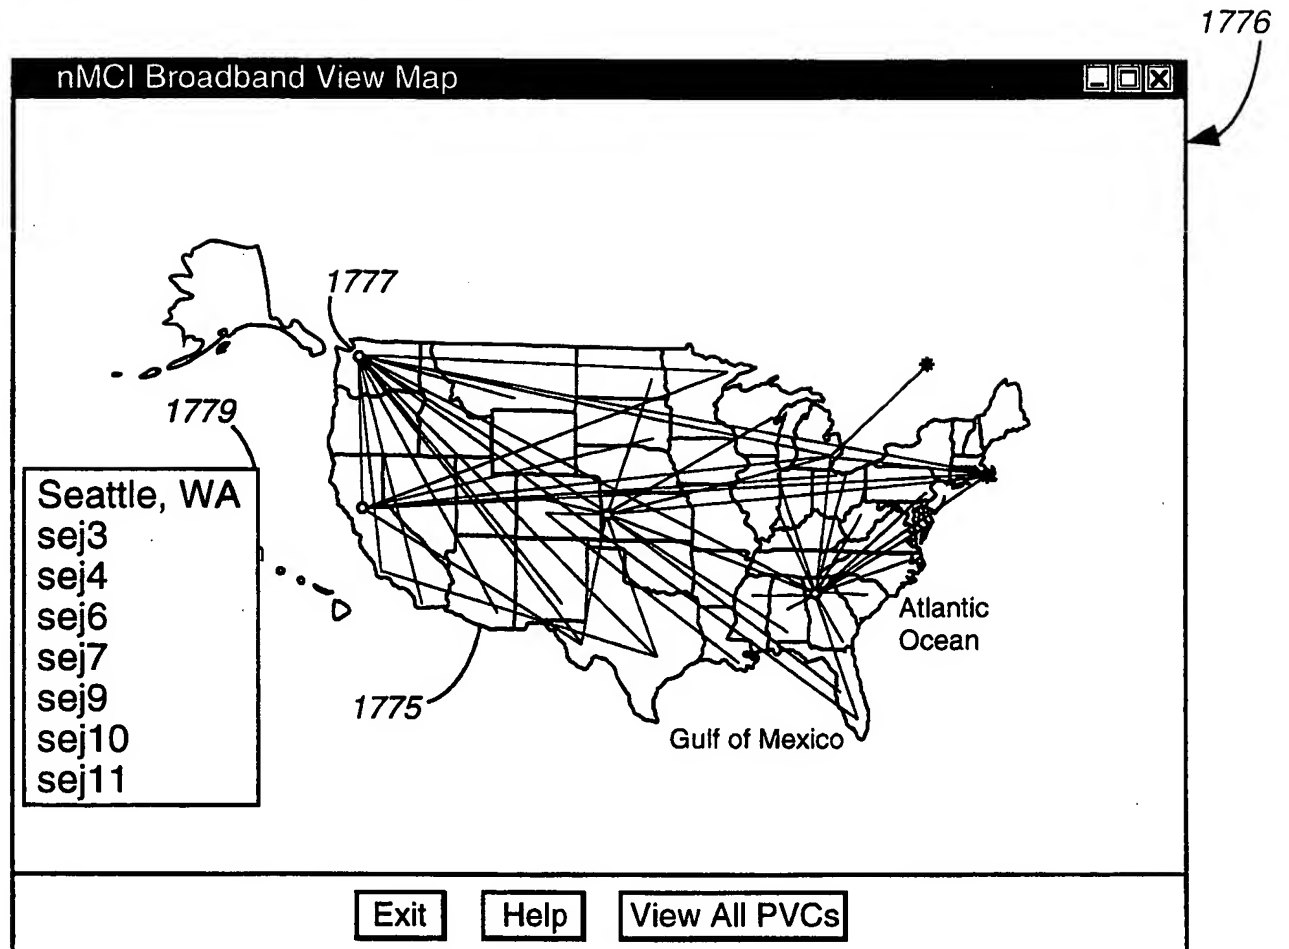 1776
nMCI Broadband View Map
1777
1779
Seattle, WA
sej3
sej4
sej6
sej7
sej9
sej10
sej11
Atlantic
Ocean
1775
Gulf of Mexico
Exit
Help
View All PVCs